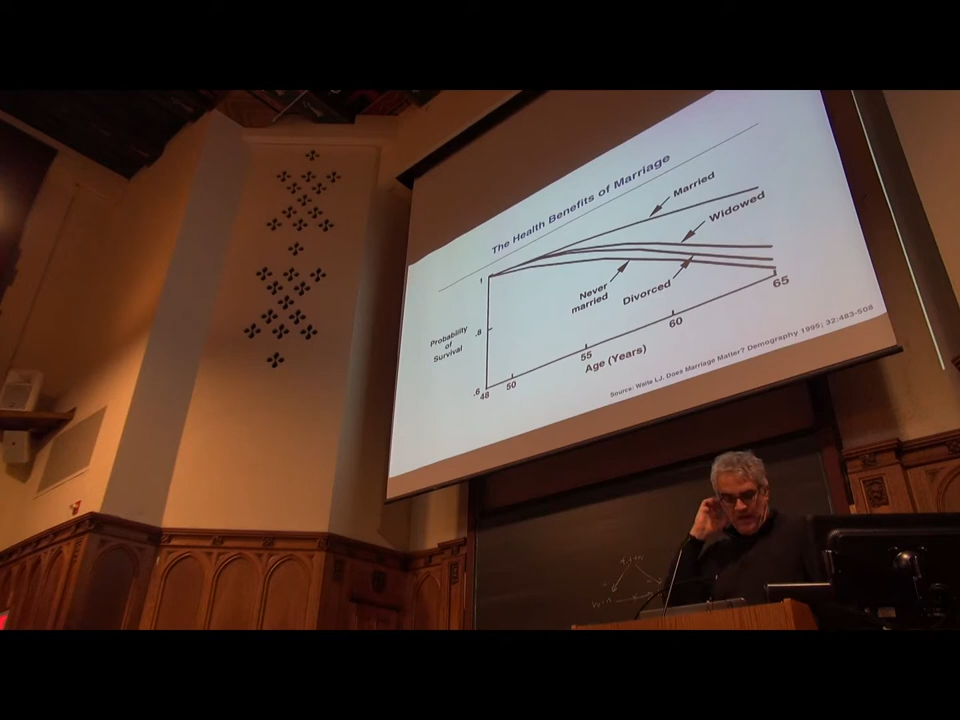 The Health Benefits of Marriage
Married
Widowed
Never
married
Divorced
Probability
of
Survival
1
.8
.6
48
50
55
60
65
Age (Years)
Source: Waite LJ. Does Marriage Matter? Demography 1995; 32:483-508